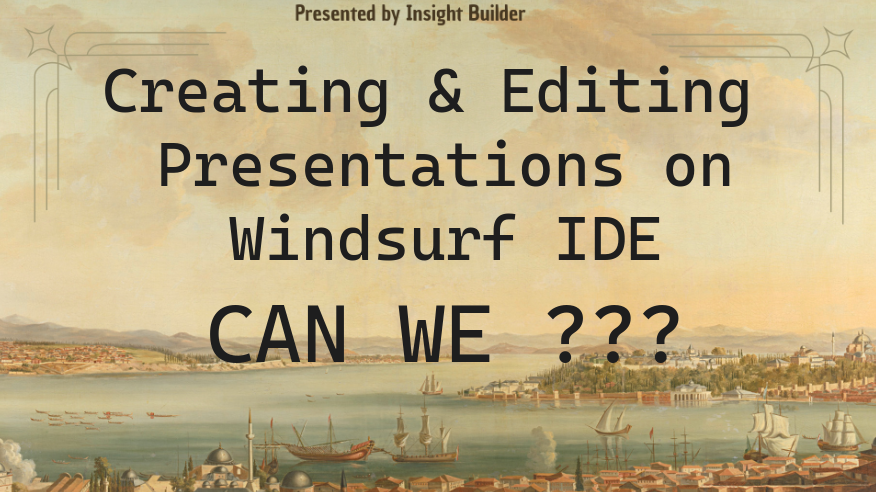 Presented by Insight Builder
Creating & Editing
Presentations on
Windsurf IDE
CAN WE ???